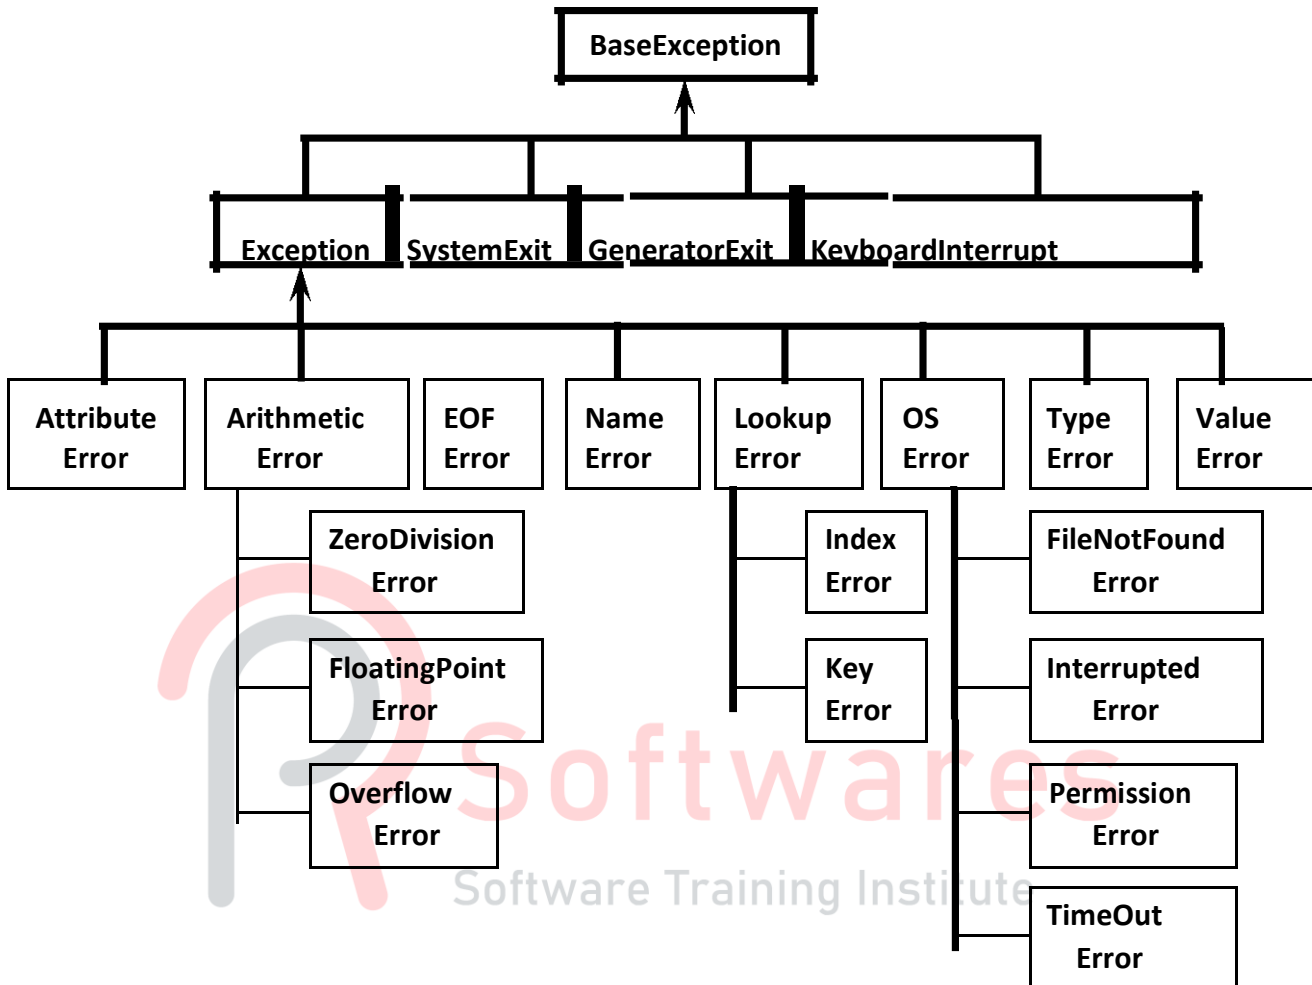 BaseException
Exception
SystemExit
GeneratorExit
KeyboardInterrupt
Attribute
Error
Arithmetic
Error
EOF
Error
Name
Error
Lookup
Error
OS
Error
Type
Error
Value
Error
ZeroDivision
Error
FloatingPoint
Error
Overflow
Error
Index
Error
Key
Error
FileNotFound
Error
Interrupted
Error
Permission
Error
TimeOut
Error
Softwares
Software Training Institute